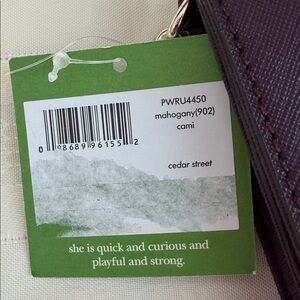 PWRU4450
mahogany(902)
cami
0 98689 96155 2
cedar street
she is quick and curious and
playful and strong.